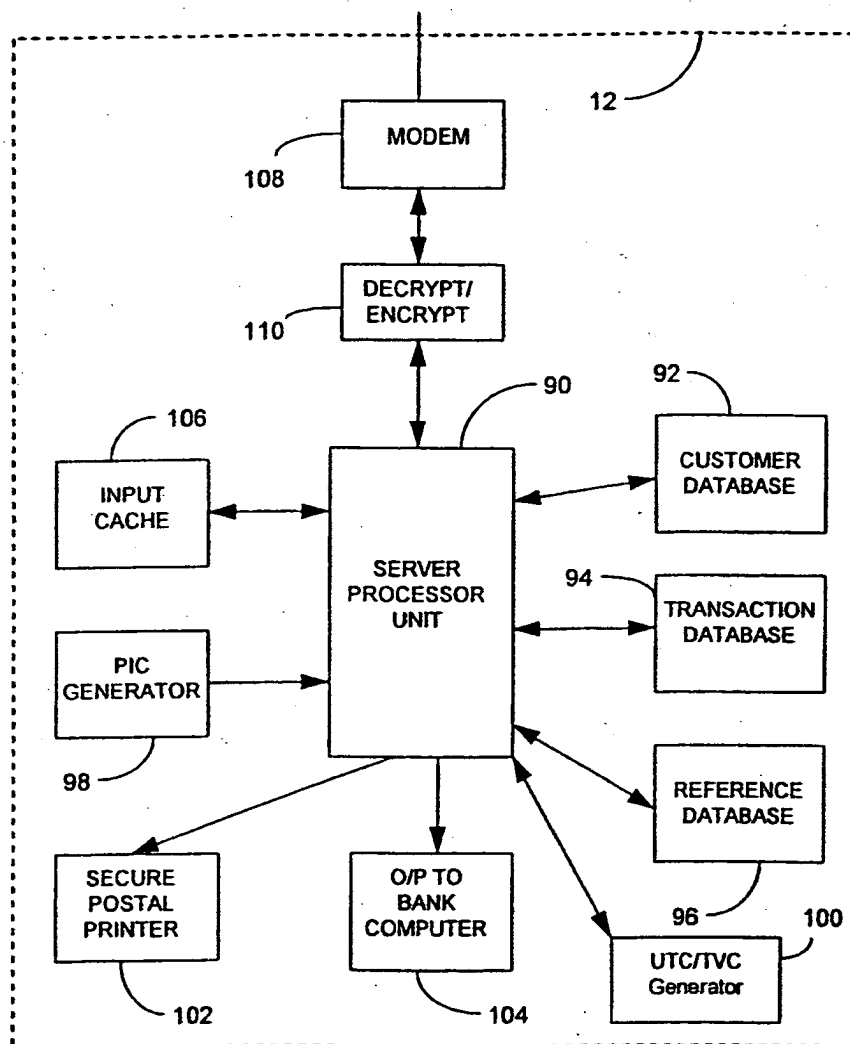 12
MODEM
108
DECRYPT/
ENCRYPT
110
90
92
106
CUSTOMER
DATABASE
INPUT
CACHE
SERVER
PROCESSOR
UNIT
94
TRANSACTION
DATABASE
PIC
GENERATOR
98
REFERENCE
DATABASE
SECURE
POSTAL
PRINTER
O/P TO
BANK
COMPUTER
96
100
UTC/TVC
Generator
102
104